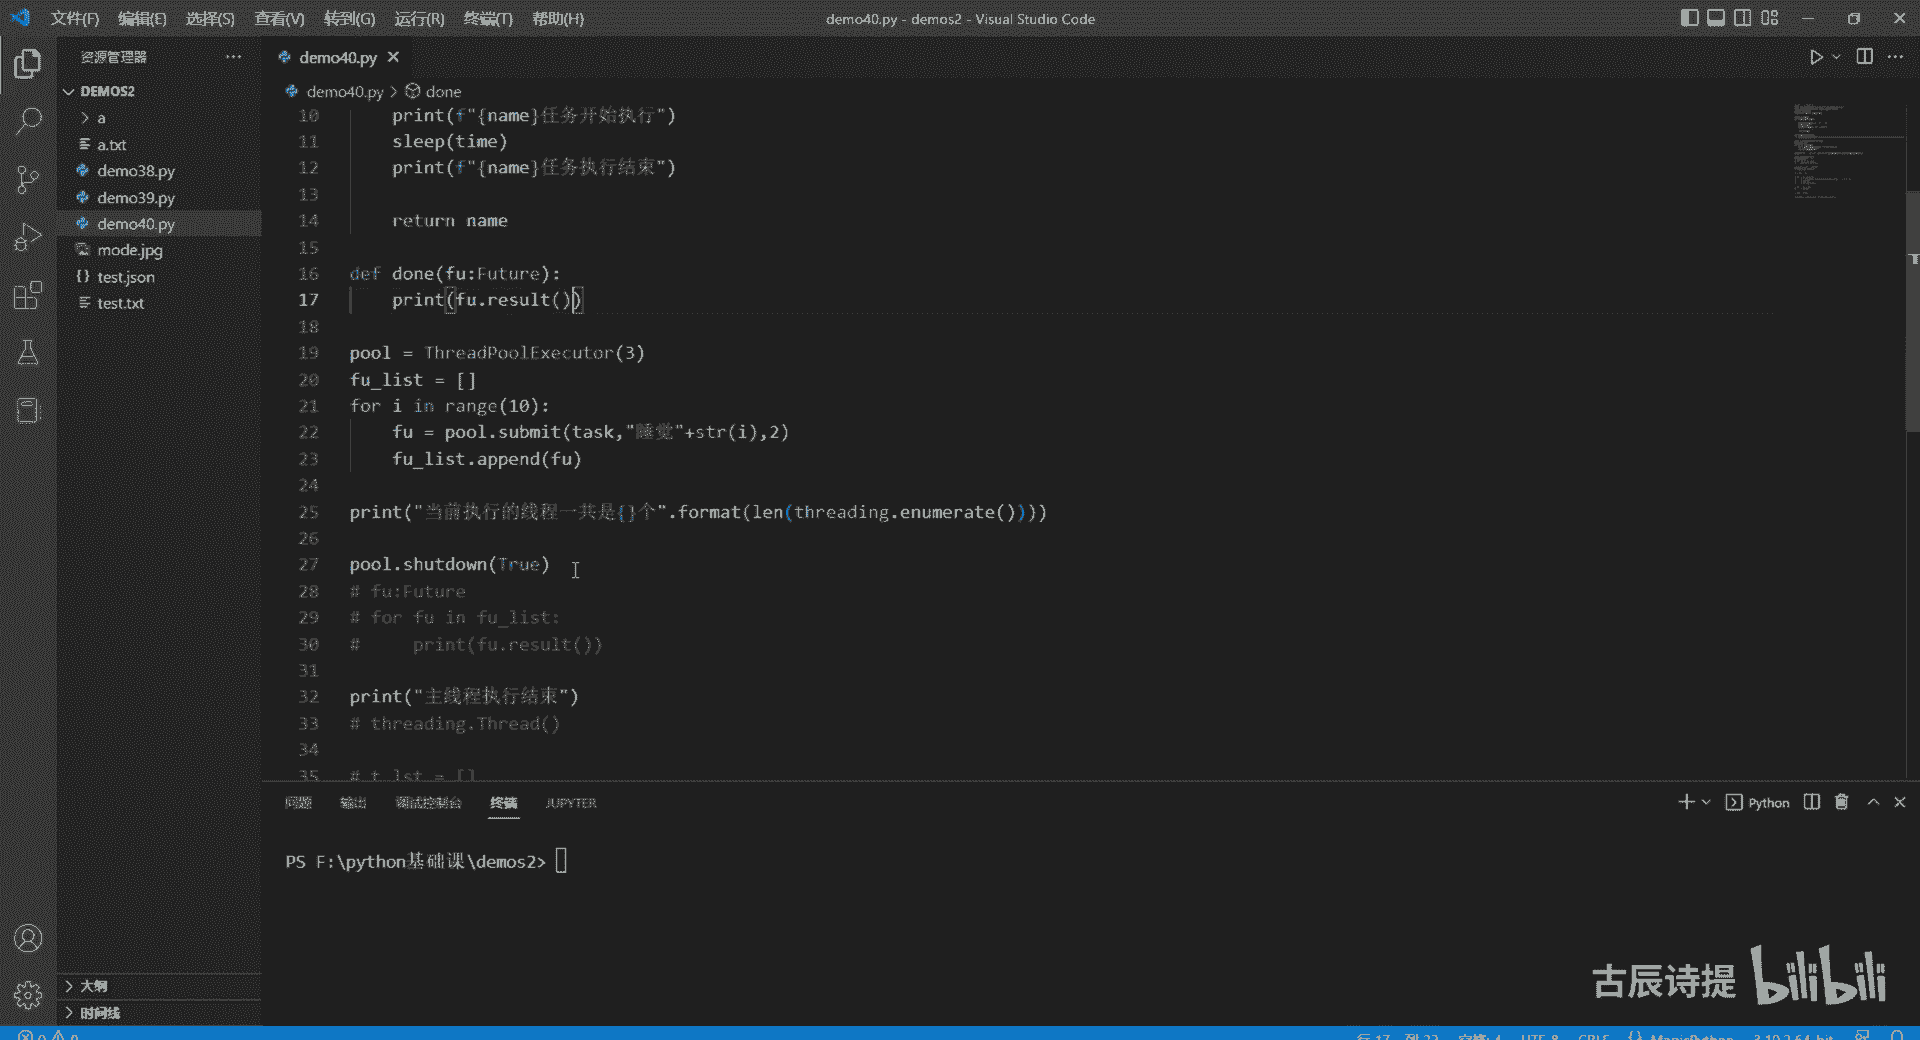 文件(F) 编辑(E) 选择(S) 查看(V) 转到(G) 运行(R) 终端(T) 帮助(H)
demo40.py - demos2 - Visual Studio Code
资源管理器
DEMOS2
a
a.txt
demo38.py
demo39.py
demo40.py
mode.jpg
test.json
test.txt
大纲
时间线
demo40.py
demo40.py > done
10 print(f"{name}任务开始执行")
11 sleep(time)
12 print(f"{name}任务执行结束")
13
14 return name
15
16 def done(fu:Future):
17 print(fu.result())
18
19 pool = ThreadPoolExecutor(3)
20 fu_list = []
21 for i in range(10):
22 fu = pool.submit(task,"睡觉"+str(i),2)
23 fu_list.append(fu)
24
25 print("当前执行的线程一共是{}个".format(len(threading.enumerate())))
26
27 pool.shutdown(True)
28 # fu:Future
29 # for fu in fu_list:
30 # print(fu.result())
31
32 print("主线程执行结束")
33 # threading.Thread()
34
35 # t_lst = []
问题 输出 调试控制台 终端 JUPYTER
Python
PS F:\python基础课\demos2>
古辰诗提 bilibili